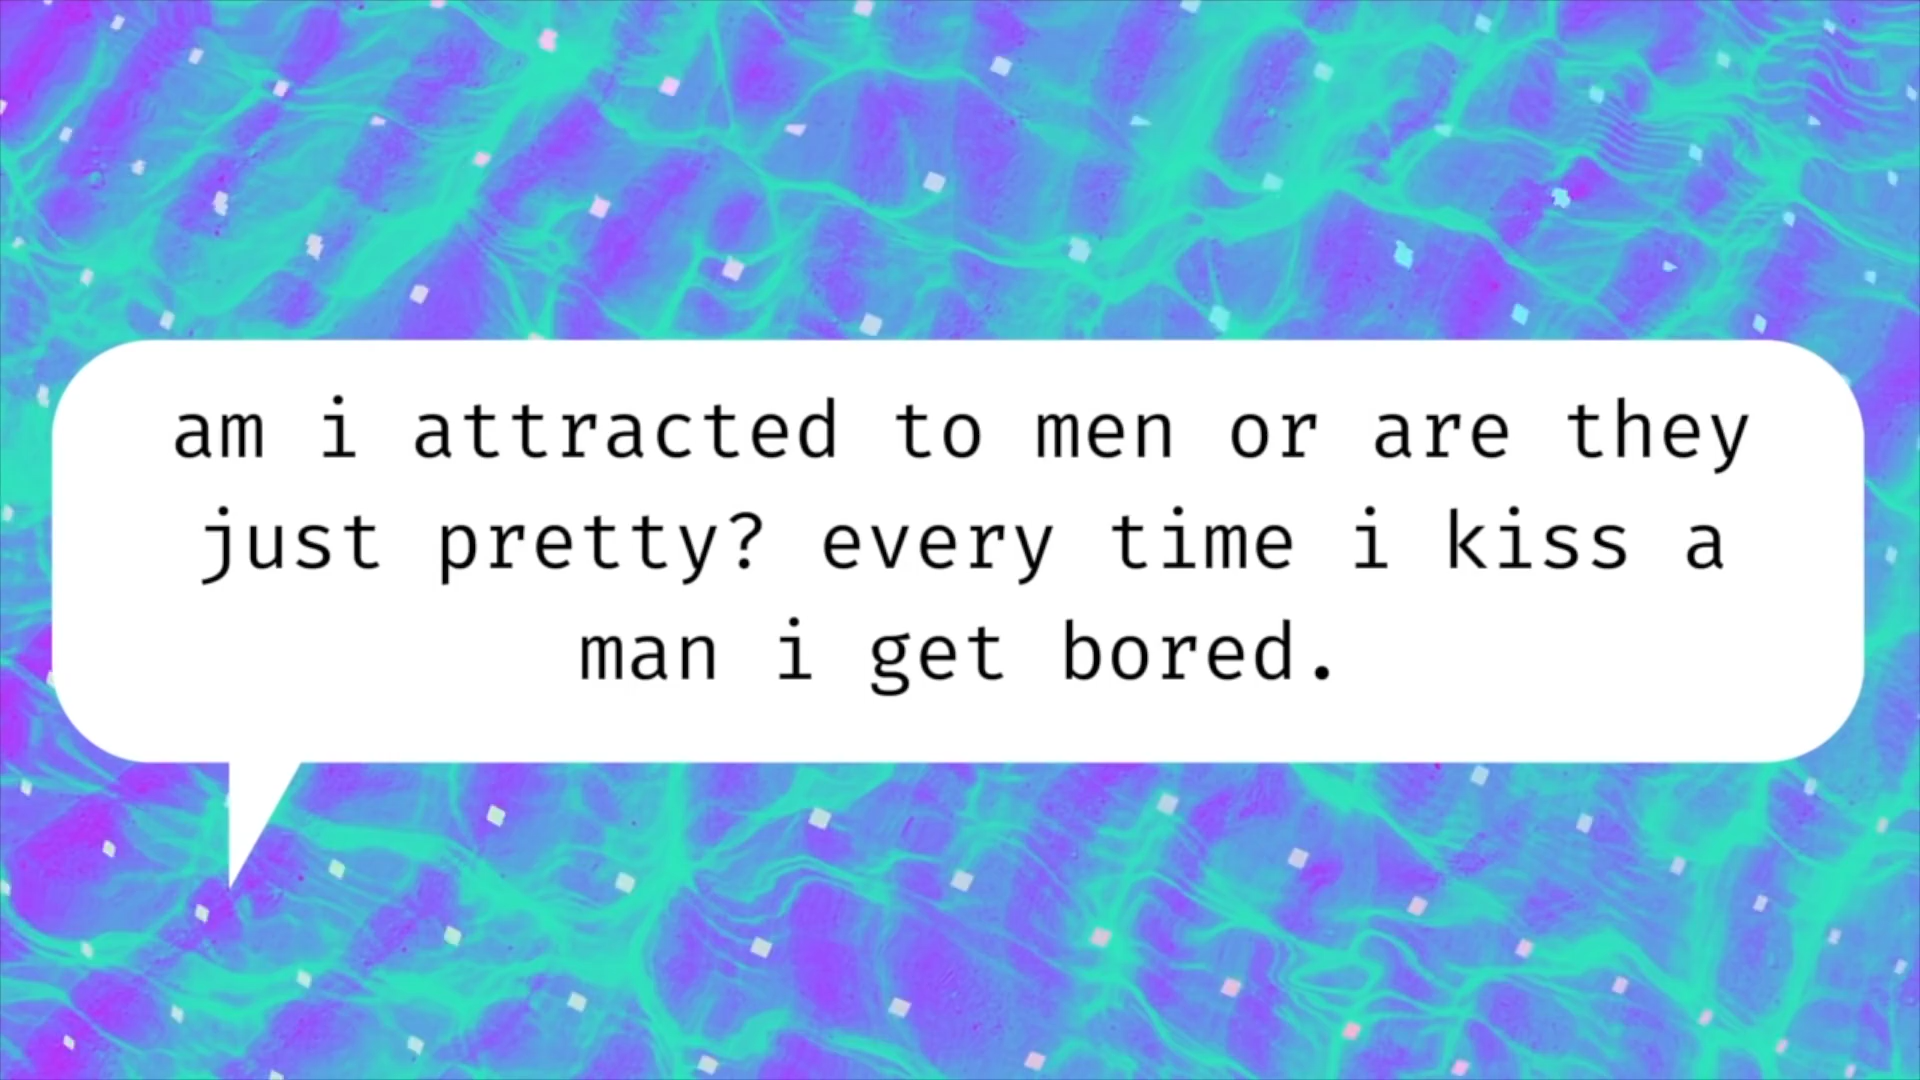 am i attracted to men or are they
just pretty? every time i kiss a
man i get bored.